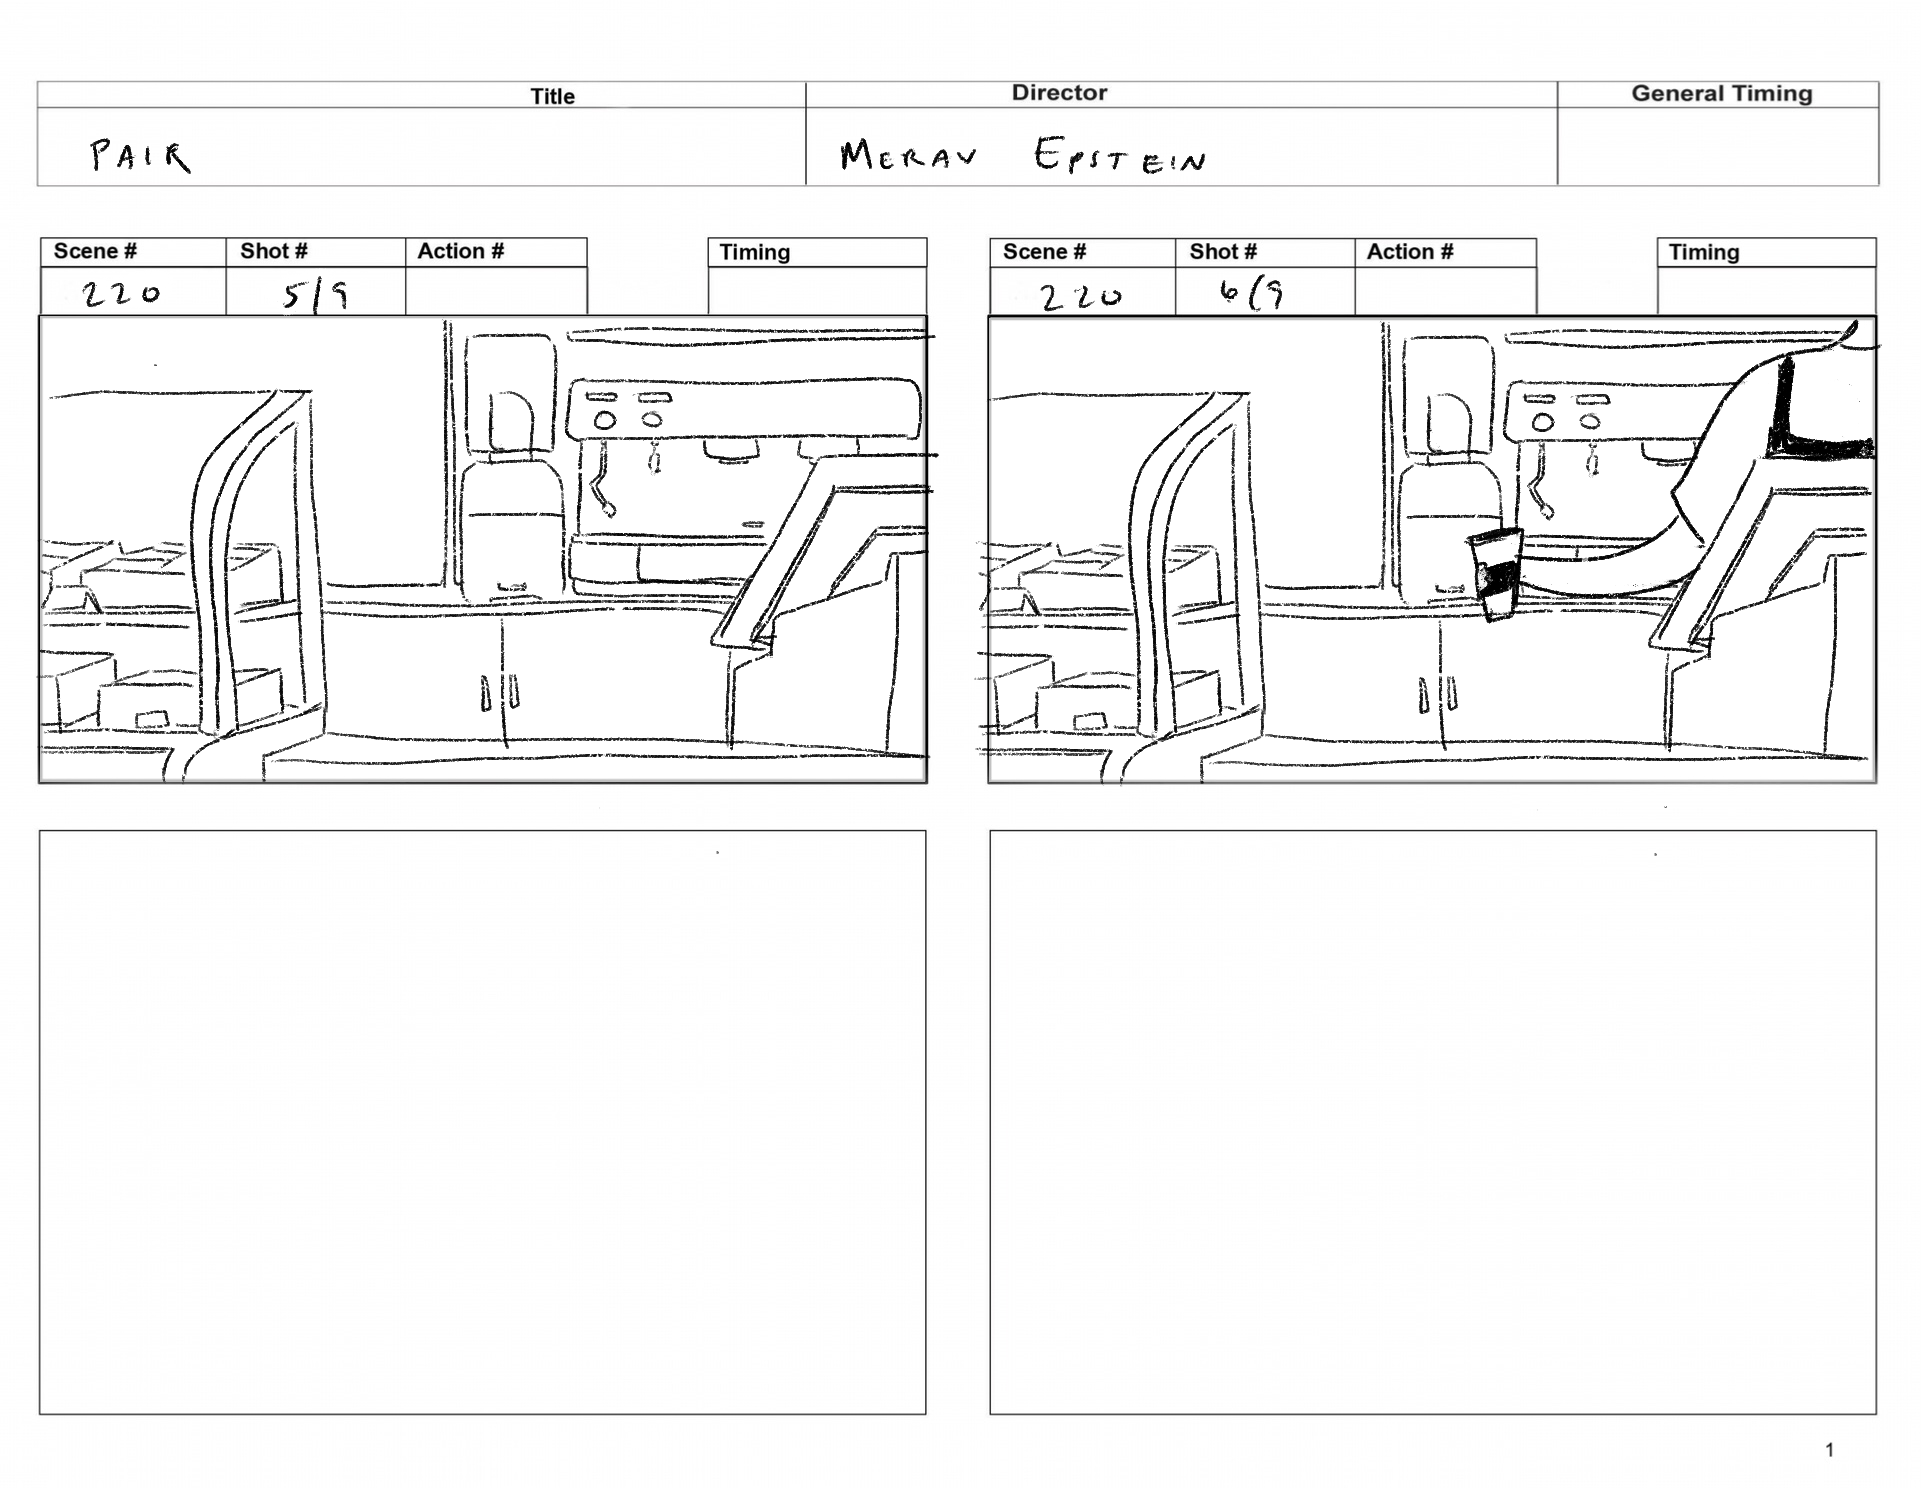 Title Director General Timing
PAIR MERAV EPSTEIN
Scene # Shot # Action # Timing Scene # Shot # Action # Timing
220 5/9 220 6/9
1